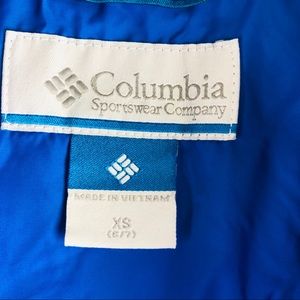 Columbia
Sportswear Company
MADE IN VIETNAM
XS
(6/7)